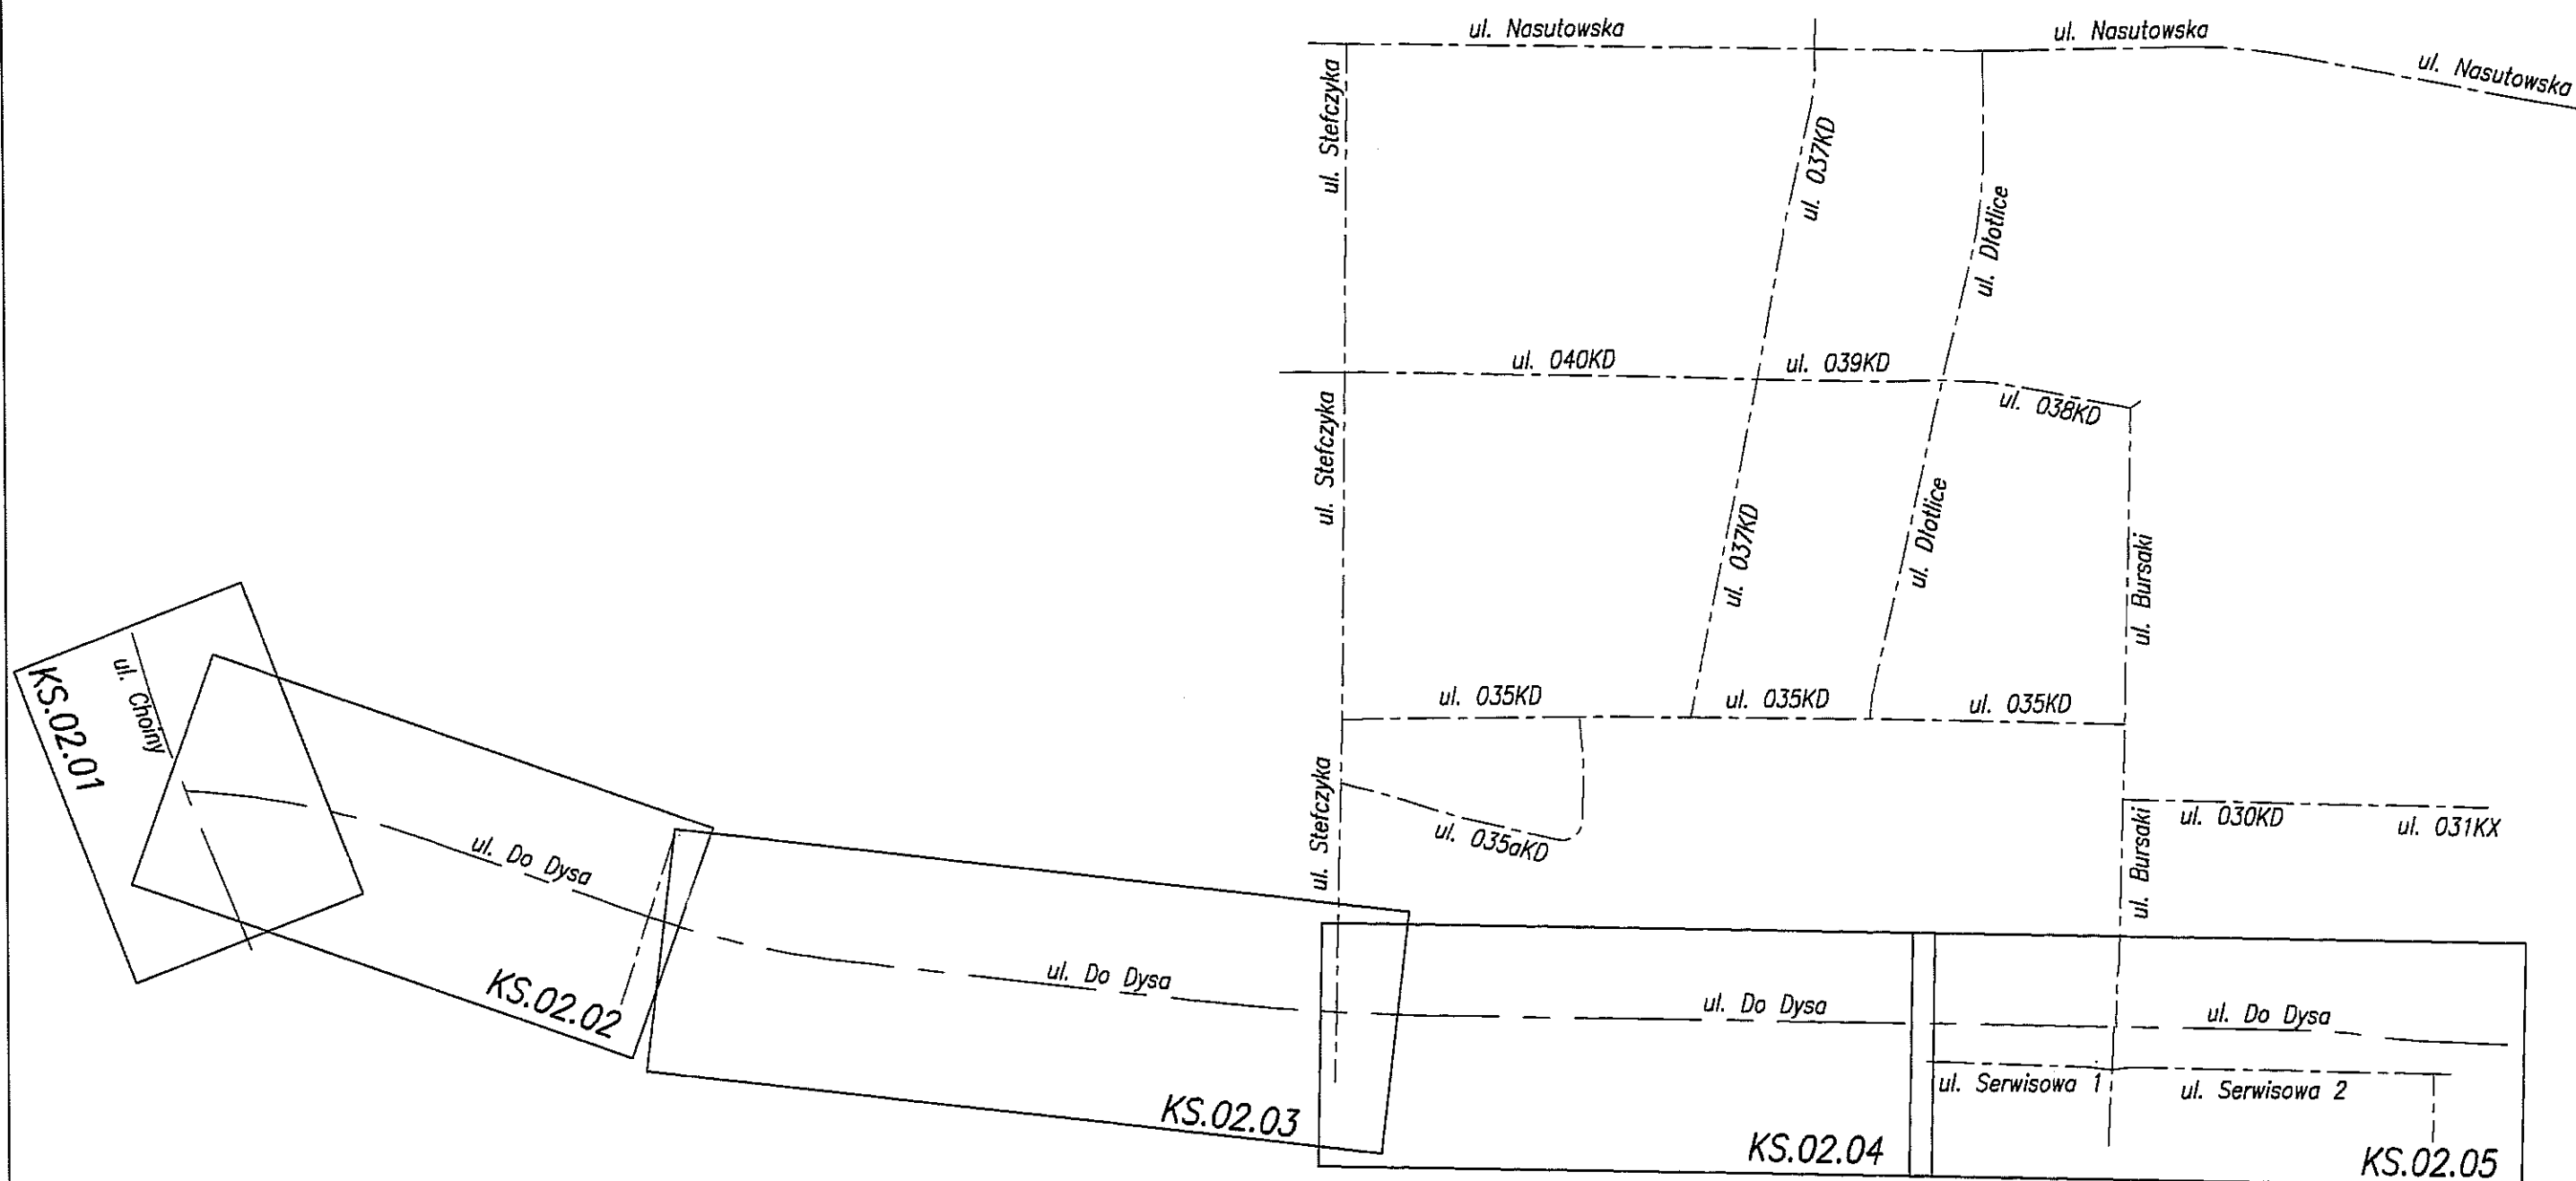 ul. Nasutowska
ul. Nasutowska
ul. Nasutowska
ul. Stefczyka
ul. 037KD
ul. Dłotlice
ul. 040KD
ul. 039KD
ul. 038KD
ul. Stefczyka
ul. 037KD
ul. Dłotlice
ul. Bursaki
KS.02.01
ul. Choiny
ul. 035KD
ul. 035KD
ul. 035KD
ul. Stefczyka
ul. 035aKD
ul. Bursaki
ul. 030KD
ul. 031KX
ul. Do Dysa
KS.02.02
ul. Do Dysa
KS.02.03
ul. Do Dysa
KS.02.04
ul. Do Dysa
ul. Serwisowa 1
ul. Serwisowa 2
KS.02.05